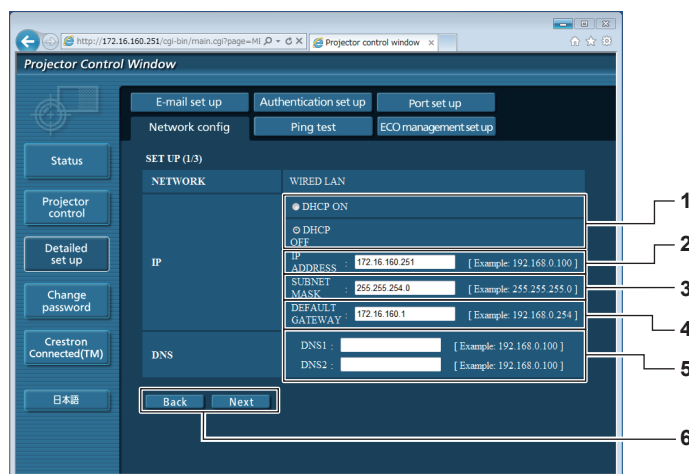 http://172.16.160.251/cgi-bin/main.cgi?page=MI
Projector control window
Projector Control Window
E-mail set up
Authentication set up
Port set up
Network config
Ping test
ECO management set up
Status
Projector control
Detailed set up
Change password
Crestron Connected(TM)
日本語
SET UP (1/3)
NETWORK WIRED LAN
IP
DHCP ON
DHCP
OFF
IP
ADDRESS : 172.16.160.251 [ Example: 192.168.0.100 ]
SUBNET
MASK : 255.255.254.0 [ Example: 255.255.255.0 ]
DEFAULT
GATEWAY : 172.16.160.1 [ Example: 192.168.0.254 ]
DNS
DNS1 : [ Example: 192.168.0.100 ]
DNS2 : [ Example: 192.168.0.100 ]
Back Next
1
2
3
4
5
6